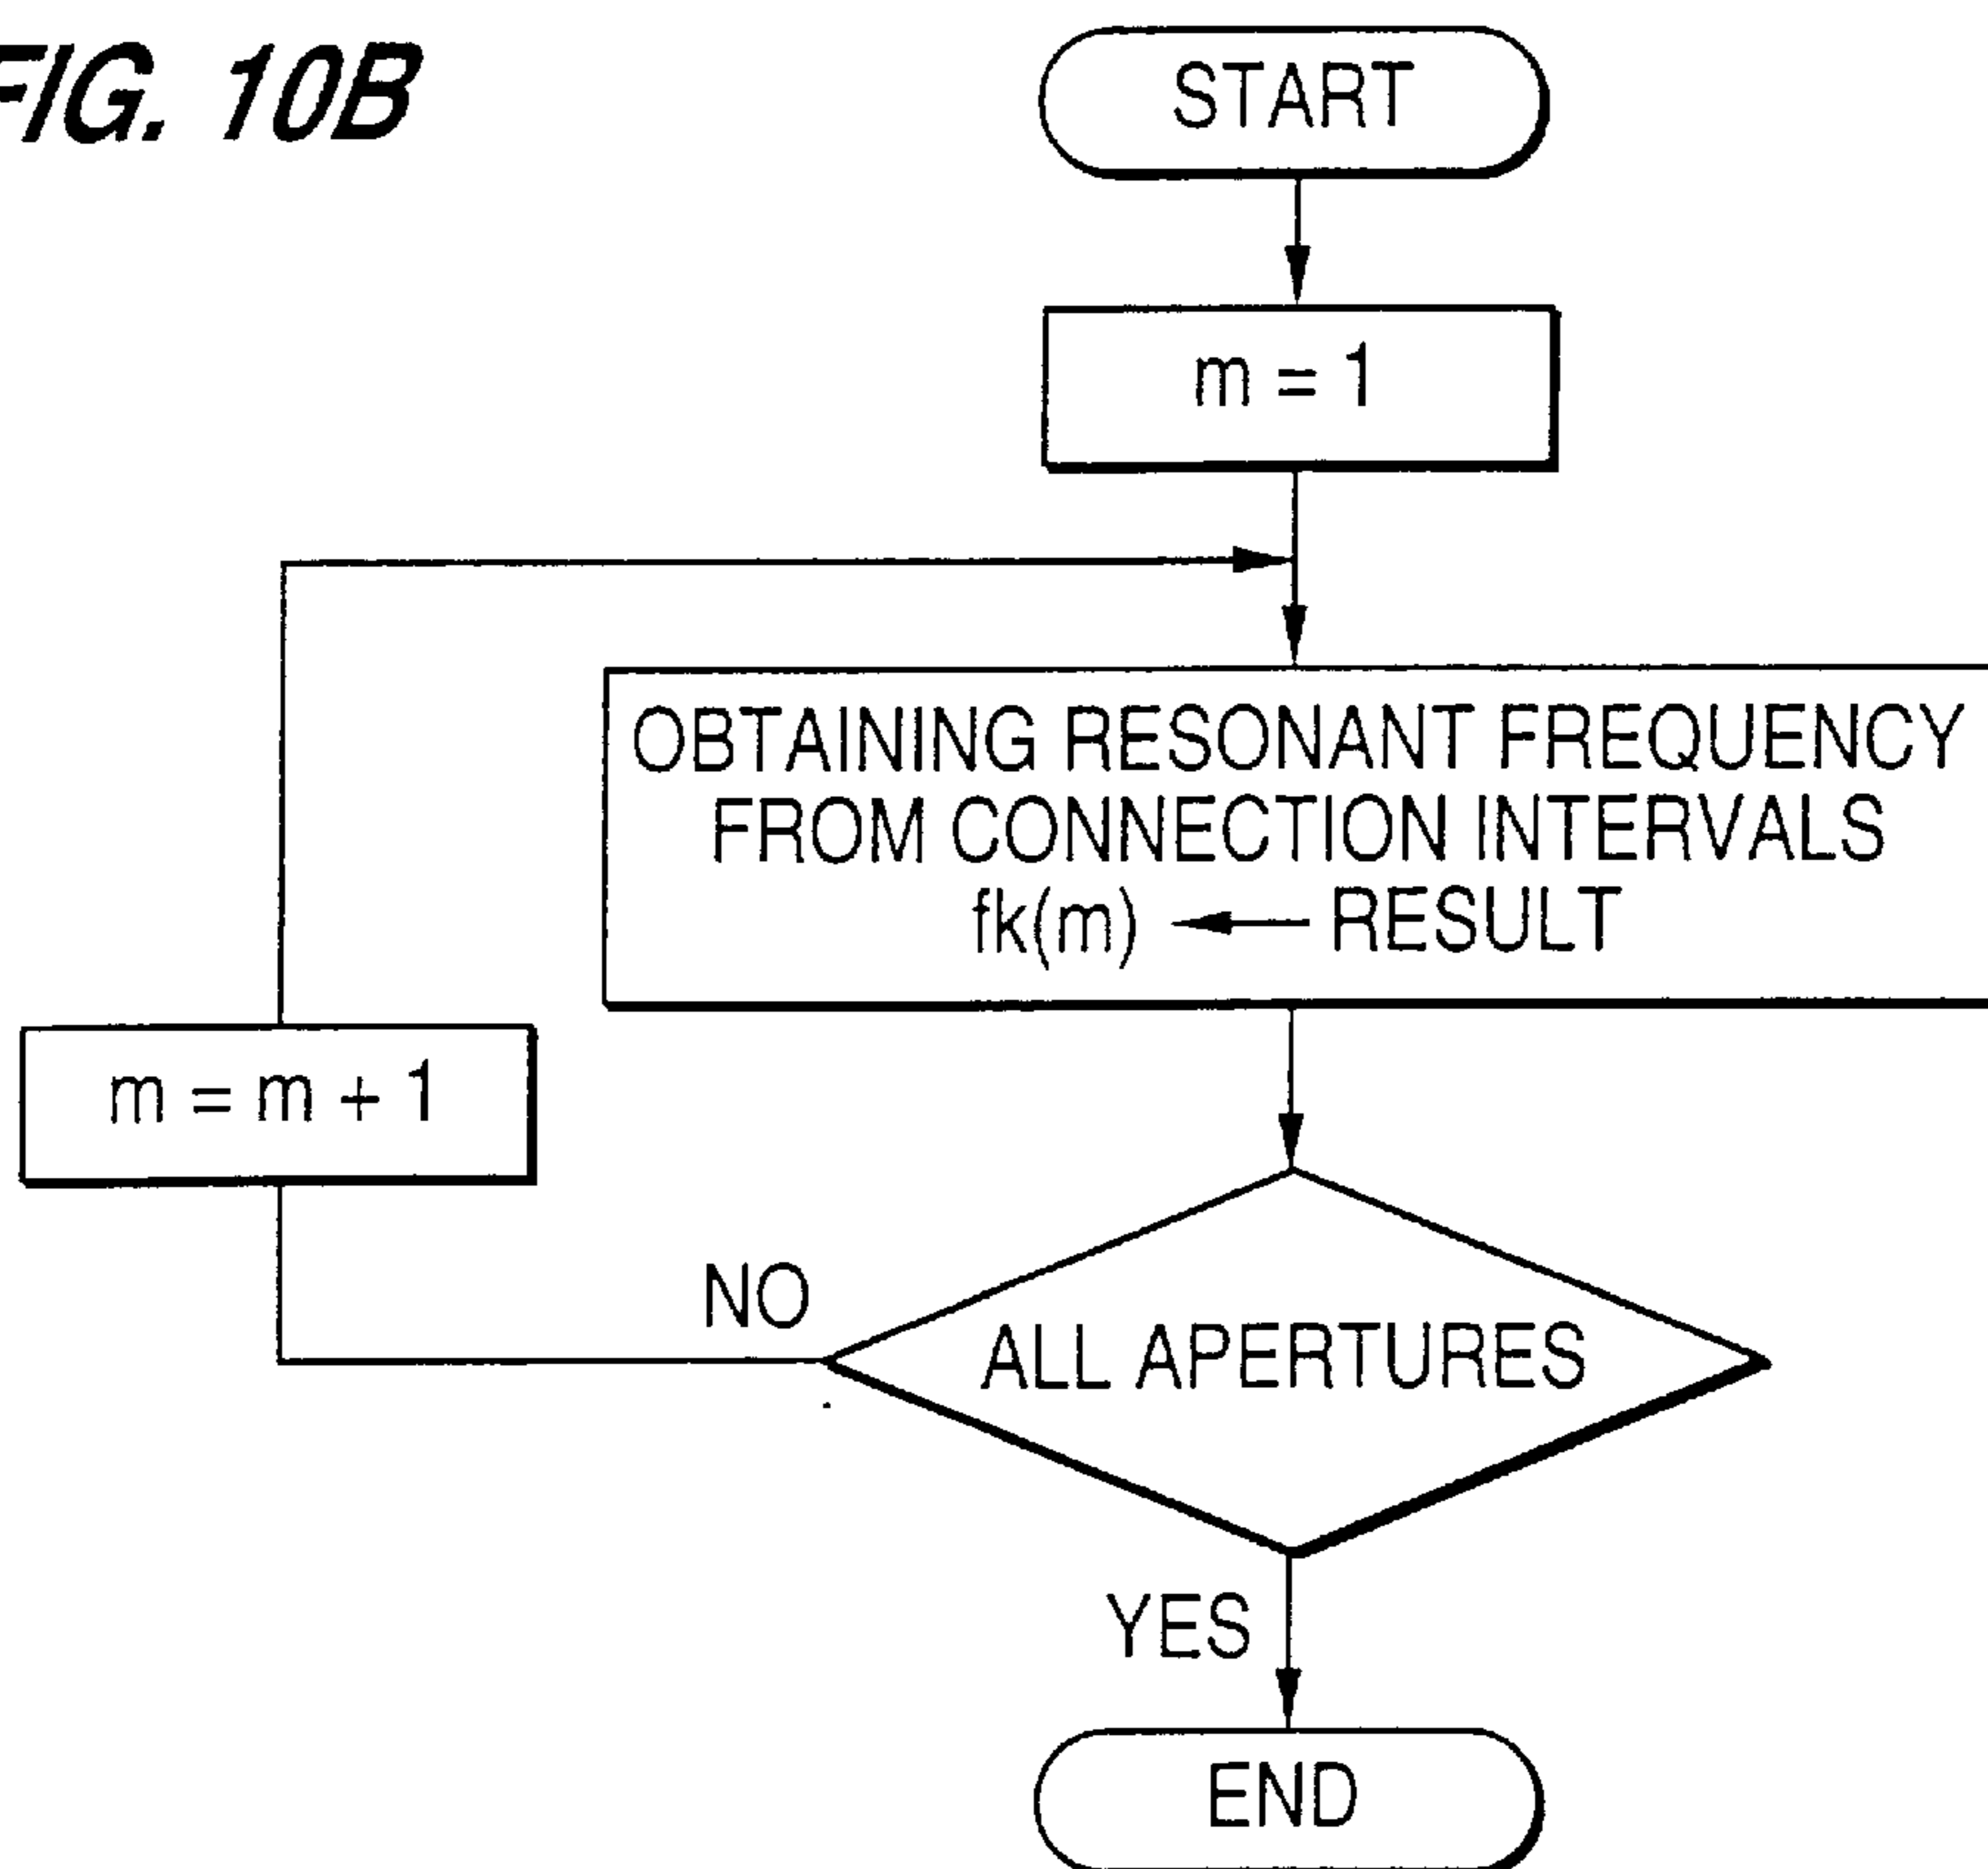 FIG. 10B
START
m = 1
OBTAINING RESONANT FREQUENCY
FROM CONNECTION INTERVALS
fk(m) ← RESULT
m = m + 1
NO
ALL APERTURES
YES
END